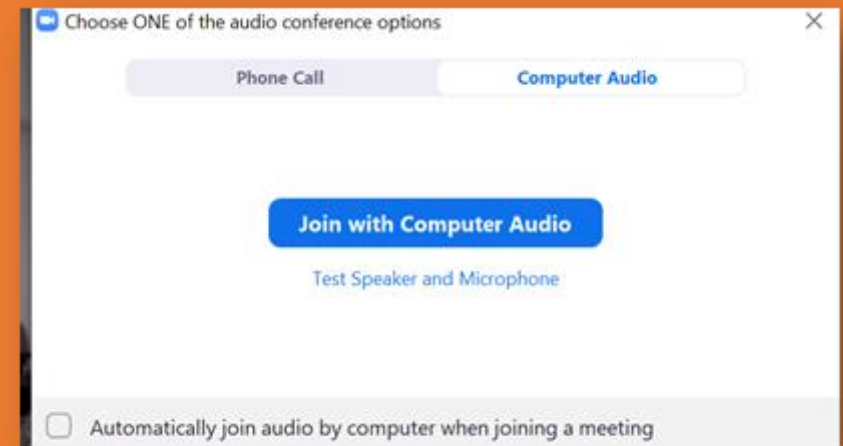 Choose ONE of the audio conference options
Phone Call Computer Audio
Join with Computer Audio
Test Speaker and Microphone
Automatically join audio by computer when joining a meeting